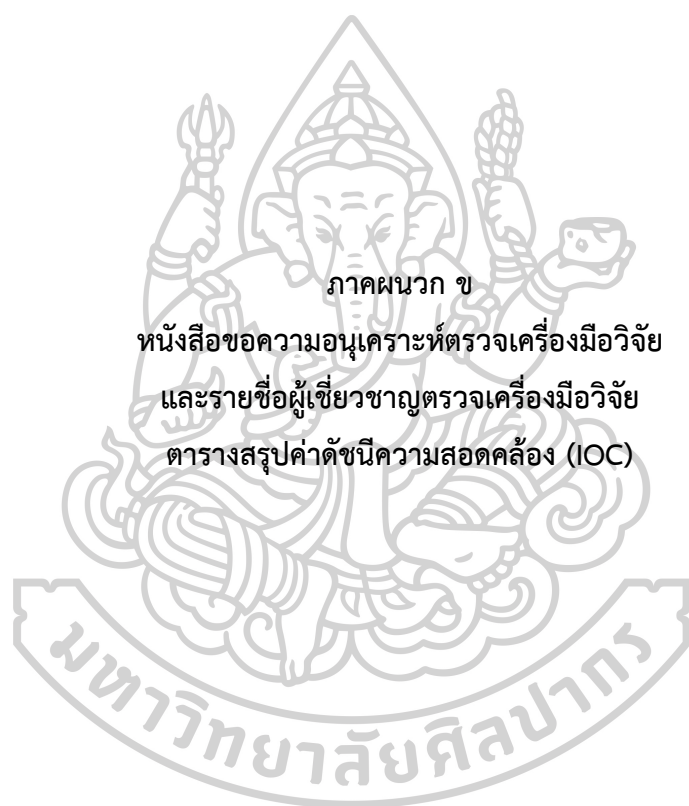 ภาคผนวก ข
หนังสือขอความอนุเคราะห์ตรวจเครื่องมือวิจัย
และรายชื่อผู้เชี่ยวชาญตรวจเครื่องมือวิจัย
ตารางสรุปค่าดัชนีความสอดคล้อง (IOC)
มหาวิทยาลัยศิลปากร